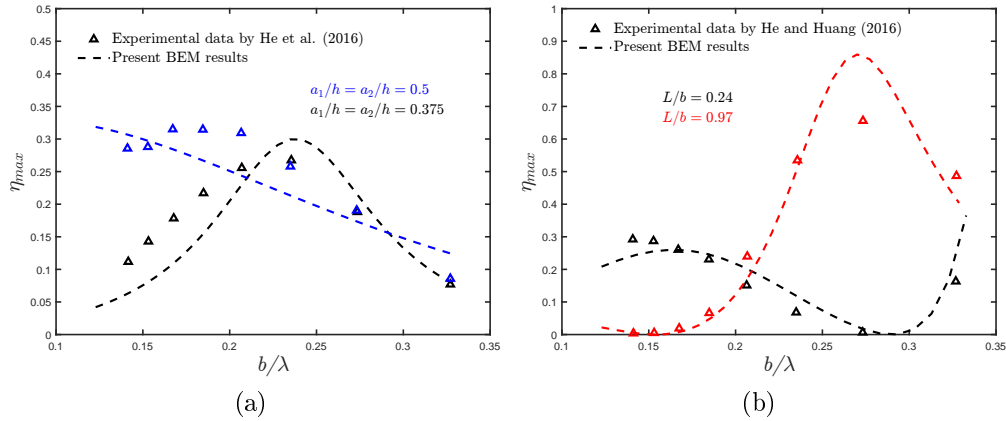 0.5
0.45
0.4
0.35
0.3
0.25
0.2
0.15
0.1
0.05
0
η_max
Experimental data by He et al. (2016)
Present BEM results
a₁/h = a₂/h = 0.5
a₁/h = a₂/h = 0.375
0.1 0.15 0.2 0.25 0.3 0.35
b/λ
(a)
1
0.9
0.8
0.7
0.6
0.5
0.4
0.3
0.2
0.1
0
η_max
Experimental data by He and Huang (2016)
Present BEM results
L/b = 0.24
L/b = 0.97
0.1 0.15 0.2 0.25 0.3 0.35
b/λ
(b)